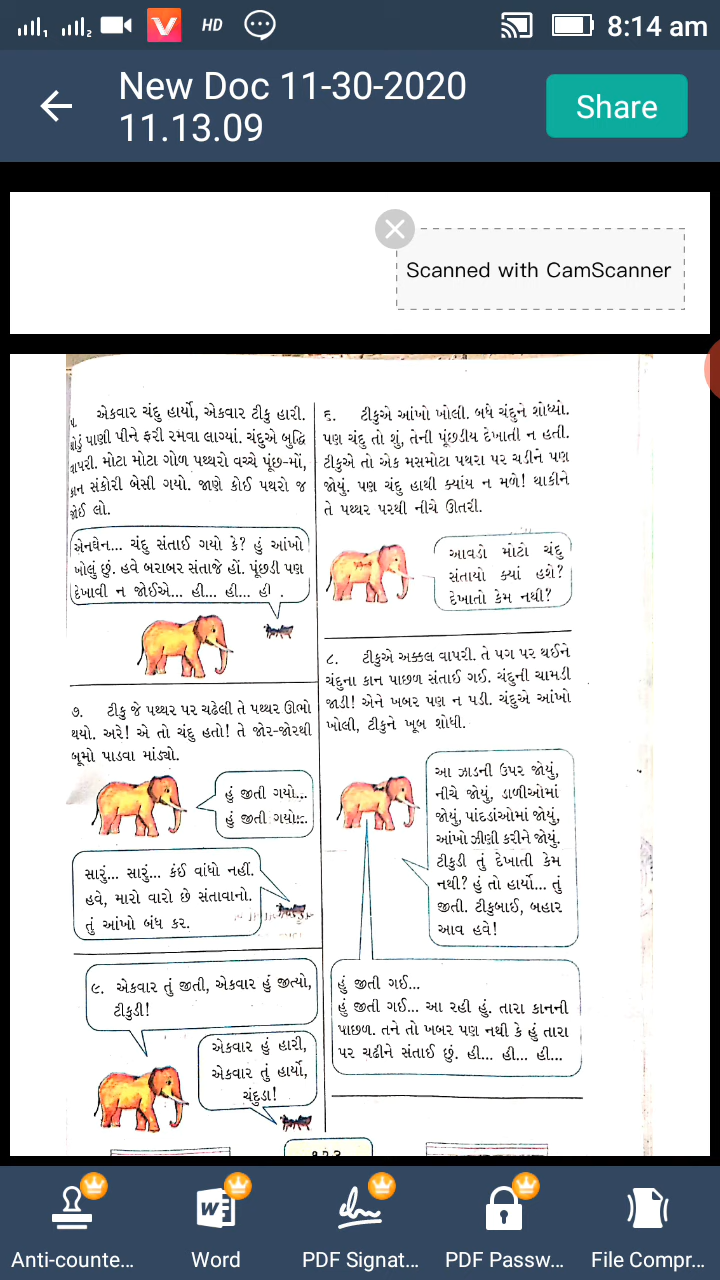 HD
8:14 am
New Doc 11-30-2020
11.13.09
Share
Scanned with CamScanner
૫. એકવાર ચંદુ હાર્યો, એકવાર ટીકુ હારી.
થોડું પાણી પીને ફરી રમવા લાગ્યાં. ચંદુએ બુદ્ધિ
વાપરી. મોટા મોટા ગોળ પથ્થરો વચ્ચે પૂંછ-મોં,
કાન સંકોરી બેસી ગયો. જાણે કોઈ પથરો જ
જોઈ લો.
એનઘેન... ચંદુ સંતાઈ ગયો કે? હું આંખો
ખોલું છું. હવે બરાબર સંતાજે હોં. પૂંછડી પણ
દેખાવી ન જોઈએ... હી... હી... હી .
૬. ટીકુએ આંખો ખોલી. બધે ચંદુને શોધ્યો.
પણ ચંદુ તો શું, તેની પૂંછડીય દેખાતી ન હતી.
ટીકુએ તો એક મસમોટા પથરા પર ચડીને પણ
જોયું. પણ ચંદુ હાથી ક્યાંય ન મળે! થાકીને
તે પથ્થર પરથી નીચે ઊતરી.
આવડો મોટો ચંદુ
સંતાયો ક્યાં હશે?
દેખાતો કેમ નથી?
૭. ટીકુ જે પથ્થર પર ચઢેલી તે પથ્થર ઊભો
થયો. અરે! એ તો ચંદુ હતો! તે જોર-જોરથી
બૂમો પાડવા માંડ્યો.
હું જીતી ગયો...
હું જીતી ગયો...
સારું... સારું... કંઈ વાંધો નહીં.
હવે, મારો વારો છે સંતાવાનો.
તું આંખો બંધ કર.
૮. ટીકુએ અક્કલ વાપરી. તે પગ પર થઈને
ચંદુના કાન પાછળ સંતાઈ ગઈ. ચંદુની ચામડી
જાડી! એને ખબર પણ ન પડી. ચંદુએ આંખો
ખોલી, ટીકુને ખૂબ શોધી.
આ ઝાડની ઉપર જોયું,
નીચે જોયું, ડાળીઓમાં
જોયું, પાંદડાંઓમાં જોયું,
આંખો ઝીણી કરીને જોયું.
ટીકુડી તું દેખાતી કેમ
નથી? હું તો હાર્યો... તું
જીતી. ટીકુબાઈ, બહાર
આવ હવે!
હું જીતી ગઈ...
હું જીતી ગઈ... આ રહી હું. તારા કાનની
પાછળ. તને તો ખબર પણ નથી કે હું તારા
પર ચઢીને સંતાઈ છું. હી... હી... હી...
૯. એકવાર તું જીતી, એકવાર હું જીત્યો,
ટીકુડી!
એકવાર હું હારી,
એકવાર તું હાર્યો,
ચંદુડા!
Anti-counte...
Word
PDF Signat...
PDF Passw...
File Compr...